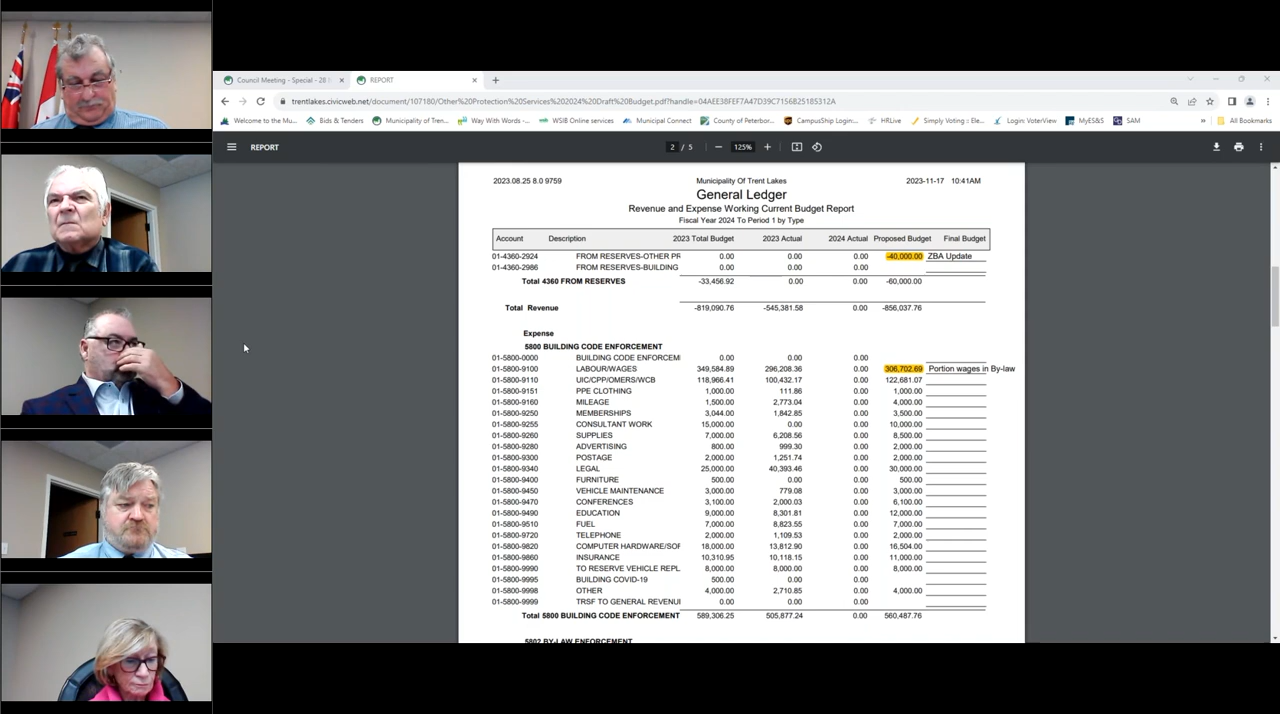 Council Meeting - Special - 28
REPORT
trentlakes.civicweb.net/document/107180/Other%20Protection%20Services%202024%20Draft%20Budget.pdf?handle=04AEE38FEF7A47D39C7156B25185312A
Welcome to the Mu... Bids & Tenders Municipality of Tren... Way With Words -... WSIB Online services Municipal Connect County of Peterbor... CampusShip Login:... HRLive Simply Voting :: Ele... Login: VoterView MyES&S SAM » All Bookmarks
REPORT 2 / 5 125%
2023.08.25 8.0 9759 Municipality Of Trent Lakes 2023-11-17 10:41AM
General Ledger
Revenue and Expense Working Current Budget Report
Fiscal Year 2024 To Period 1 by Type
Account Description 2023 Total Budget 2023 Actual 2024 Actual Proposed Budget Final Budget
01-4360-2924 FROM RESERVES-OTHER PR 0.00 0.00 0.00 -40,000.00 ZBA Update
01-4360-2986 FROM RESERVES-BUILDING 0.00 0.00 0.00
Total 4360 FROM RESERVES -33,456.92 0.00 0.00 -60,000.00
Total Revenue -819,090.76 -545,381.58 0.00 -856,037.76
Expense
5800 BUILDING CODE ENFORCEMENT
01-5800-0000 BUILDING CODE ENFORCEM 0.00 0.00 0.00
01-5800-9100 LABOUR/WAGES 349,584.89 296,208.36 0.00 306,702.69 Portion wages in By-law
01-5800-9110 UIC/CPP/OMERS/WCB 118,966.41 100,432.17 0.00 122,681.07
01-5800-9151 PPE CLOTHING 1,000.00 111.86 0.00 1,000.00
01-5800-9160 MILEAGE 1,500.00 2,773.04 0.00 4,000.00
01-5800-9250 MEMBERSHIPS 3,044.00 1,842.85 0.00 3,500.00
01-5800-9255 CONSULTANT WORK 15,000.00 0.00 0.00 10,000.00
01-5800-9260 SUPPLIES 7,000.00 6,208.56 0.00 8,500.00
01-5800-9280 ADVERTISING 800.00 999.30 0.00 2,000.00
01-5800-9300 POSTAGE 2,000.00 1,251.74 0.00 2,000.00
01-5800-9340 LEGAL 25,000.00 40,393.46 0.00 30,000.00
01-5800-9400 FURNITURE 500.00 0.00 0.00 500.00
01-5800-9450 VEHICLE MAINTENANCE 3,000.00 779.08 0.00 3,000.00
01-5800-9470 CONFERENCES 3,100.00 2,000.03 0.00 6,100.00
01-5800-9490 EDUCATION 9,000.00 8,301.81 0.00 12,000.00
01-5800-9510 FUEL 7,000.00 8,823.55 0.00 7,000.00
01-5800-9720 TELEPHONE 2,000.00 1,109.53 0.00 2,000.00
01-5800-9820 COMPUTER HARDWARE/SOF 18,000.00 13,812.90 0.00 16,504.00
01-5800-9860 INSURANCE 10,310.95 10,118.15 0.00 11,000.00
01-5800-9990 TO RESERVE VEHICLE REPL 8,000.00 8,000.00 0.00 8,000.00
01-5800-9995 BUILDING COVID-19 500.00 0.00 0.00
01-5800-9998 OTHER 4,000.00 2,710.85 0.00 4,000.00
01-5800-9999 TRSF TO GENERAL REVENUI 0.00 0.00 0.00
Total 5800 BUILDING CODE ENFORCEMENT 589,306.25 505,877.24 0.00 560,487.76
5802 BY-LAW ENFORCEMENT